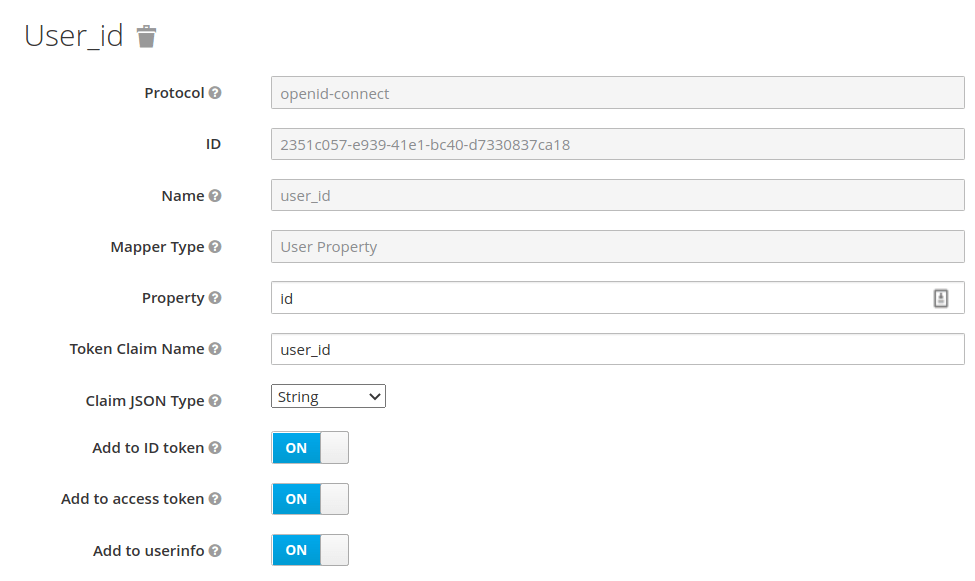 User_id
Protocol openid-connect
ID 2351c057-e939-41e1-bc40-d7330837ca18
Name user_id
Mapper Type User Property
Property id
Token Claim Name user_id
Claim JSON Type String
Add to ID token ON
Add to access token ON
Add to userinfo ON